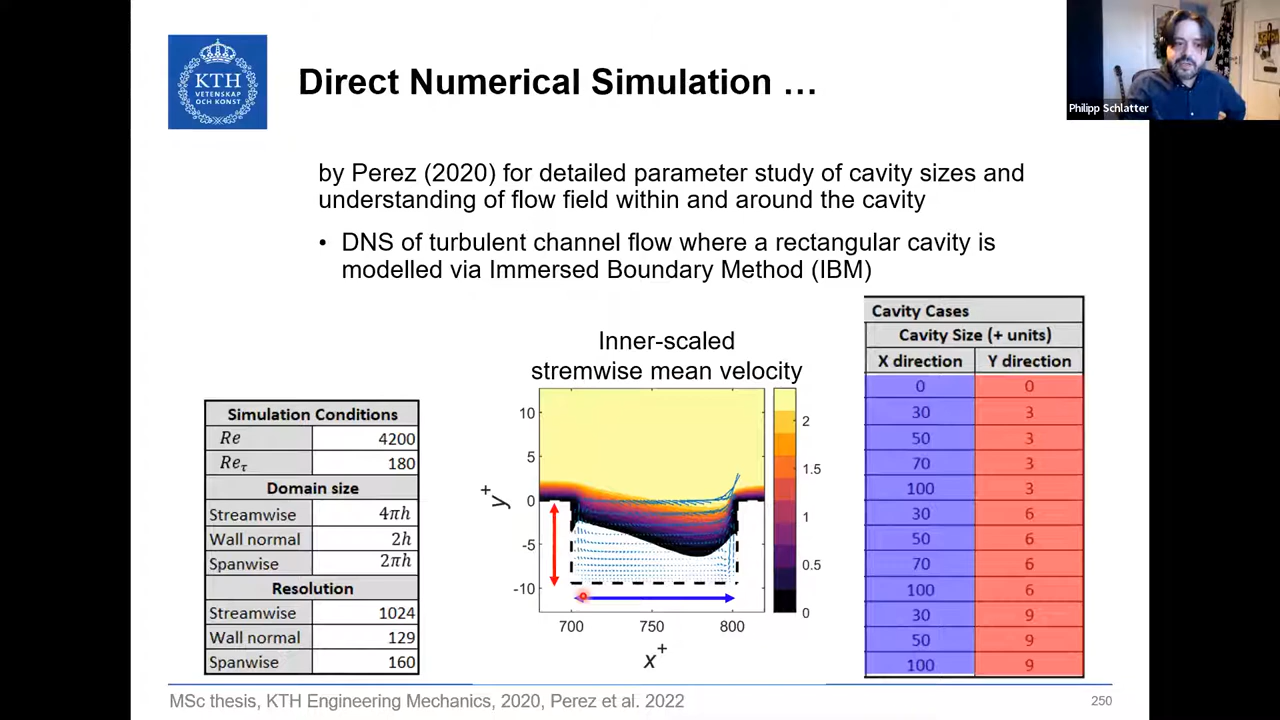 KTH
VETENSKAP
OCH KONST
Direct Numerical Simulation …
Philipp Schlatter
by Perez (2020) for detailed parameter study of cavity sizes and
understanding of flow field within and around the cavity
• DNS of turbulent channel flow where a rectangular cavity is
modelled via Immersed Boundary Method (IBM)
Simulation Conditions
Re 4200
Reτ 180
Domain size
Streamwise 4πh
Wall normal 2h
Spanwise 2πh
Resolution
Streamwise 1024
Wall normal 129
Spanwise 160
Inner-scaled
stremwise mean velocity
10
5
0
-5
-10
y+
700 750 800
x+
2
1.5
1
0.5
0
Cavity Cases
Cavity Size (+ units)
X direction Y direction
0 0
30 3
50 3
70 3
100 3
30 6
50 6
70 6
100 6
30 9
50 9
100 9
MSc thesis, KTH Engineering Mechanics, 2020, Perez et al. 2022
250